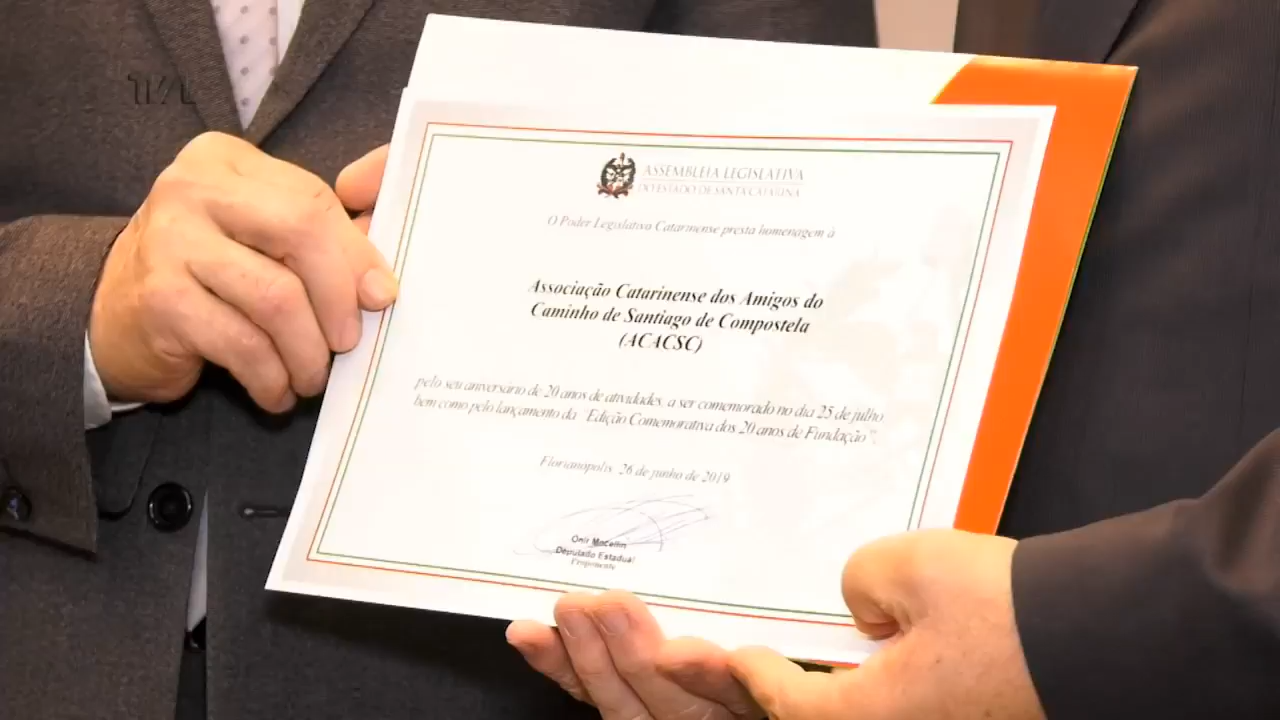 TVAL
ASSEMBLEIA LEGISLATIVA
DO ESTADO DE SANTA CATARINA
O Poder Legislativo Catarinense presta homenagem à
Associação Catarinense dos Amigos do
Caminho de Santiago de Compostela
(ACACSC)
pelo seu aniversário de 20 anos de atividades, a ser comemorado no dia 25 de julho
bem como pelo lançamento da "Edição Comemorativa dos 20 anos de Fundação".
Florianópolis, 26 de junho de 2019
Onir Mocellin
Deputado Estadual
Proponente